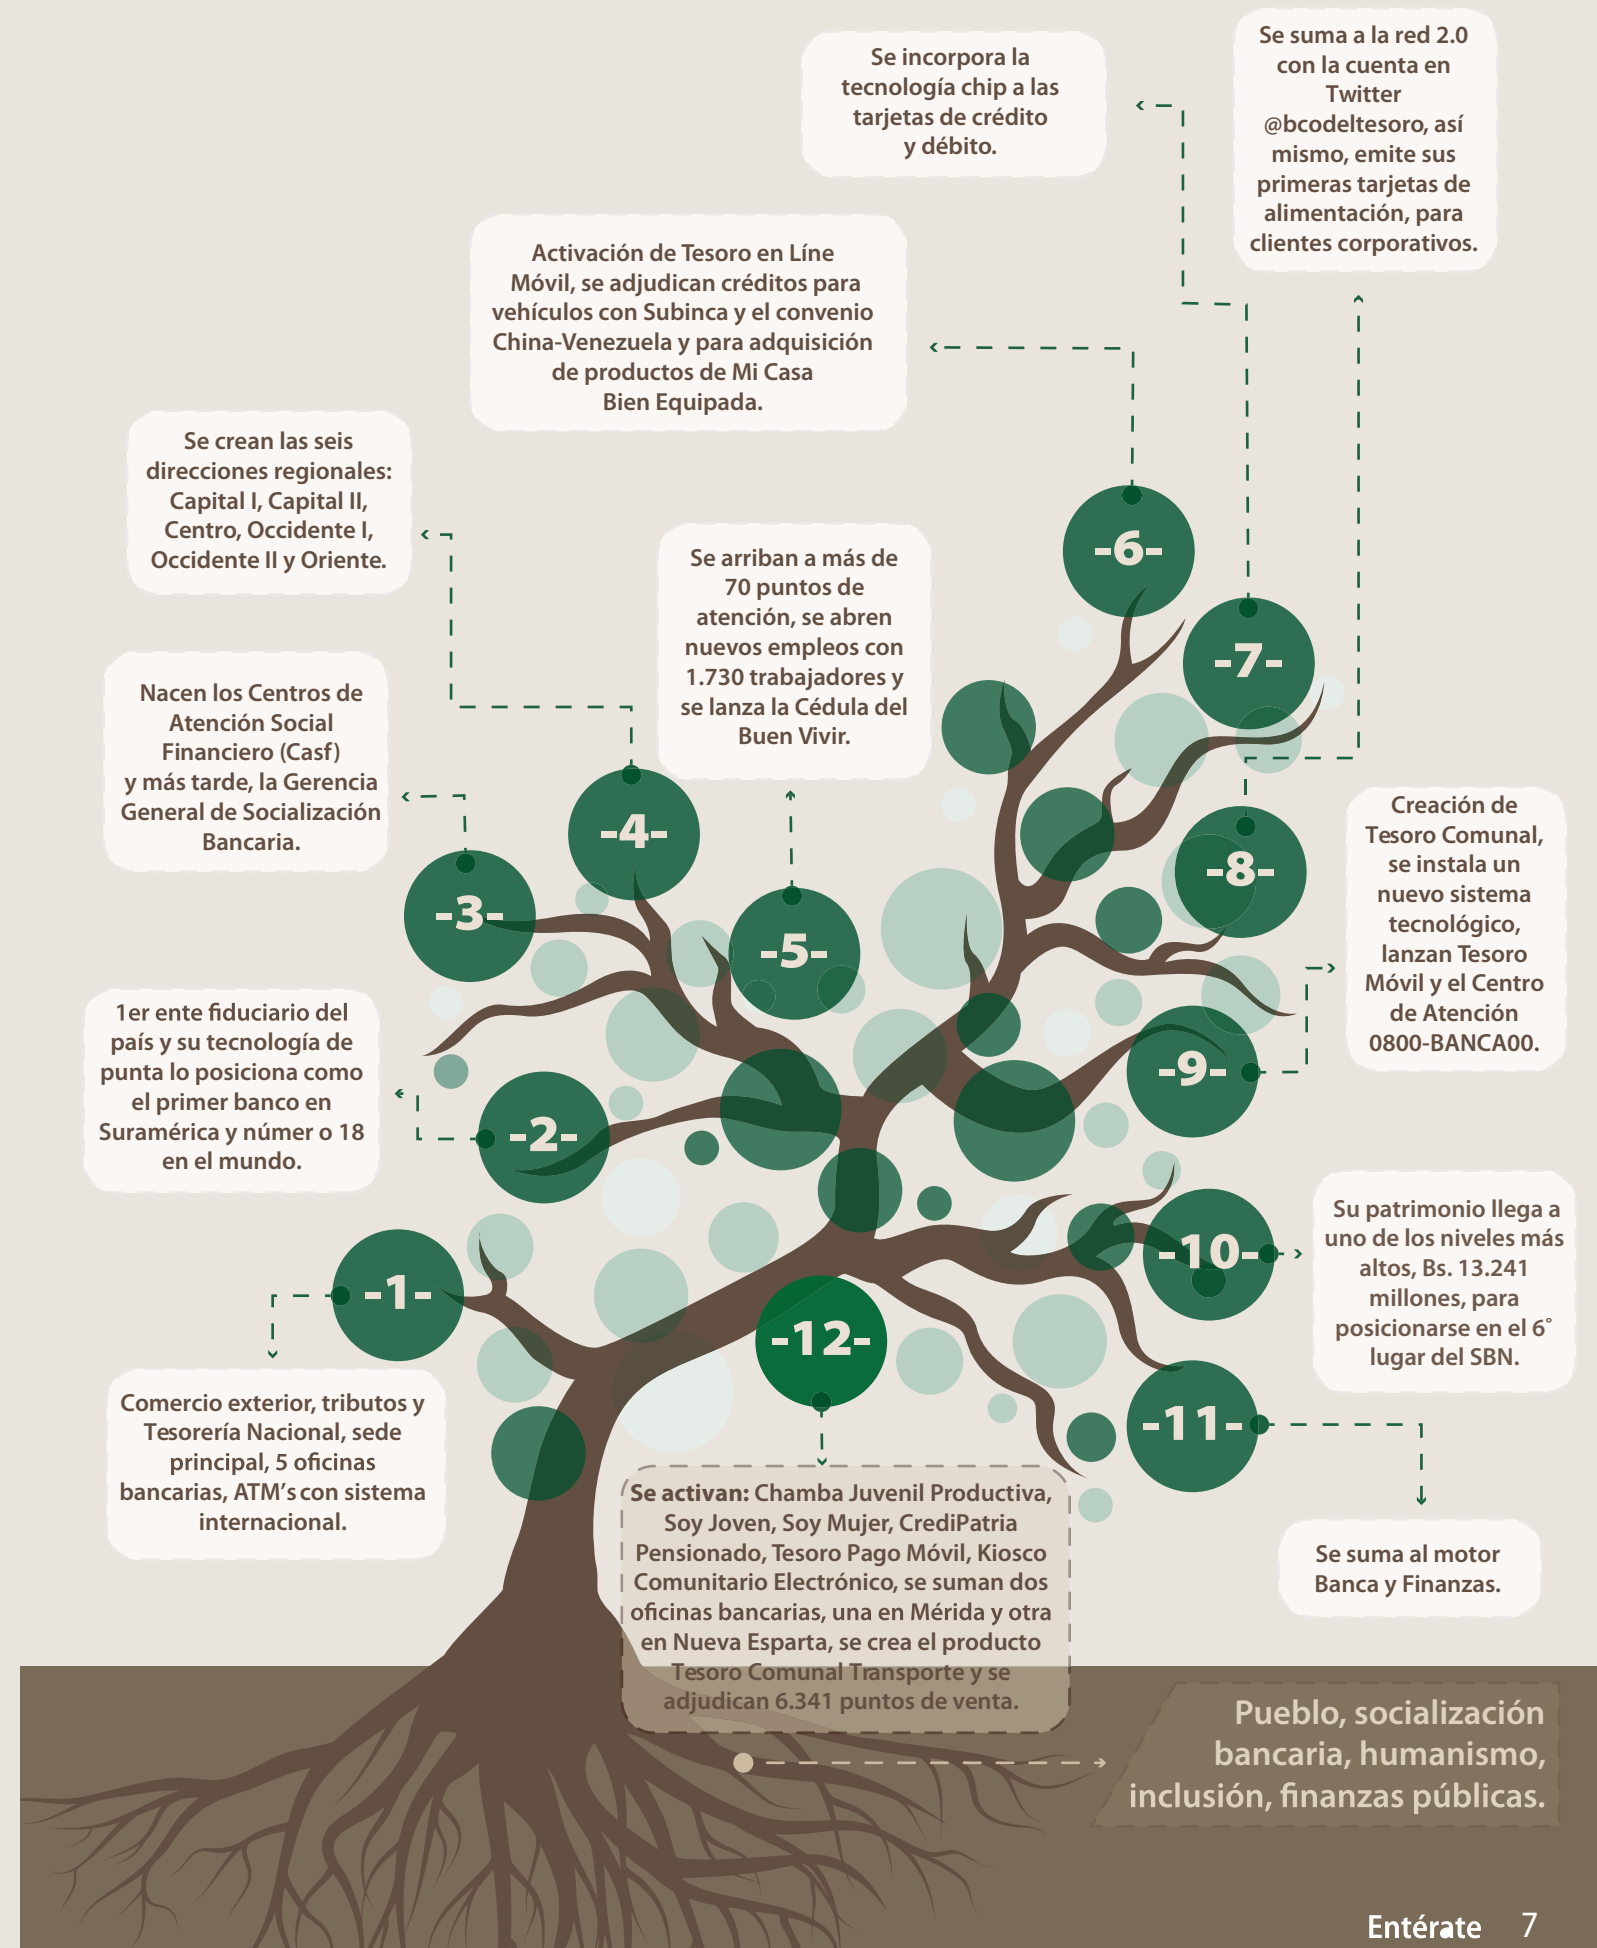 Se incorpora la
tecnología chip a las
tarjetas de crédito
y débito.
Se suma a la red 2.0
con la cuenta en
Twitter
@bcodeltesoro, así
mismo, emite sus
primeras tarjetas de
alimentación, para
clientes corporativos.
Activación de Tesoro en Líne
Móvil, se adjudican créditos para
vehículos con Subinca y el convenio
China-Venezuela y para adquisición
de productos de Mi Casa
Bien Equipada.
Se crean las seis
direcciones regionales:
Capital I, Capital II,
Centro, Occidente I,
Occidente II y Oriente.
Se arriban a más de
70 puntos de
atención, se abren
nuevos empleos con
1.730 trabajadores y
se lanza la Cédula del
Buen Vivir.
-6-
-7-
Nacen los Centros de
Atención Social
Financiero (Casf)
y más tarde, la Gerencia
General de Socialización
Bancaria.
-4-
-3-
-5-
-8-
Creación de
Tesoro Comunal,
se instala un
nuevo sistema
tecnológico,
lanzan Tesoro
Móvil y el Centro
de Atención
0800-BANCA00.
1er ente fiduciario del
país y su tecnología de
punta lo posiciona como
el primer banco en
Suramérica y númer o 18
en el mundo.
-9-
-2-
Su patrimonio llega a
uno de los niveles más
altos, Bs. 13.241
millones, para
posicionarse en el 6°
lugar del SBN.
-10-
-1-
-12-
Comercio exterior, tributos y
Tesorería Nacional, sede
principal, 5 oficinas
bancarias, ATM’s con sistema
internacional.
-11-
Se activan: Chamba Juvenil Productiva,
Soy Joven, Soy Mujer, CrediPatria
Pensionado, Tesoro Pago Móvil, Kiosco
Comunitario Electrónico, se suman dos
oficinas bancarias, una en Mérida y otra
en Nueva Esparta, se crea el producto
Tesoro Comunal Transporte y se
adjudican 6.341 puntos de venta.
Se suma al motor
Banca y Finanzas.
Pueblo, socialización
bancaria, humanismo,
inclusión, finanzas públicas.
Entérate 7